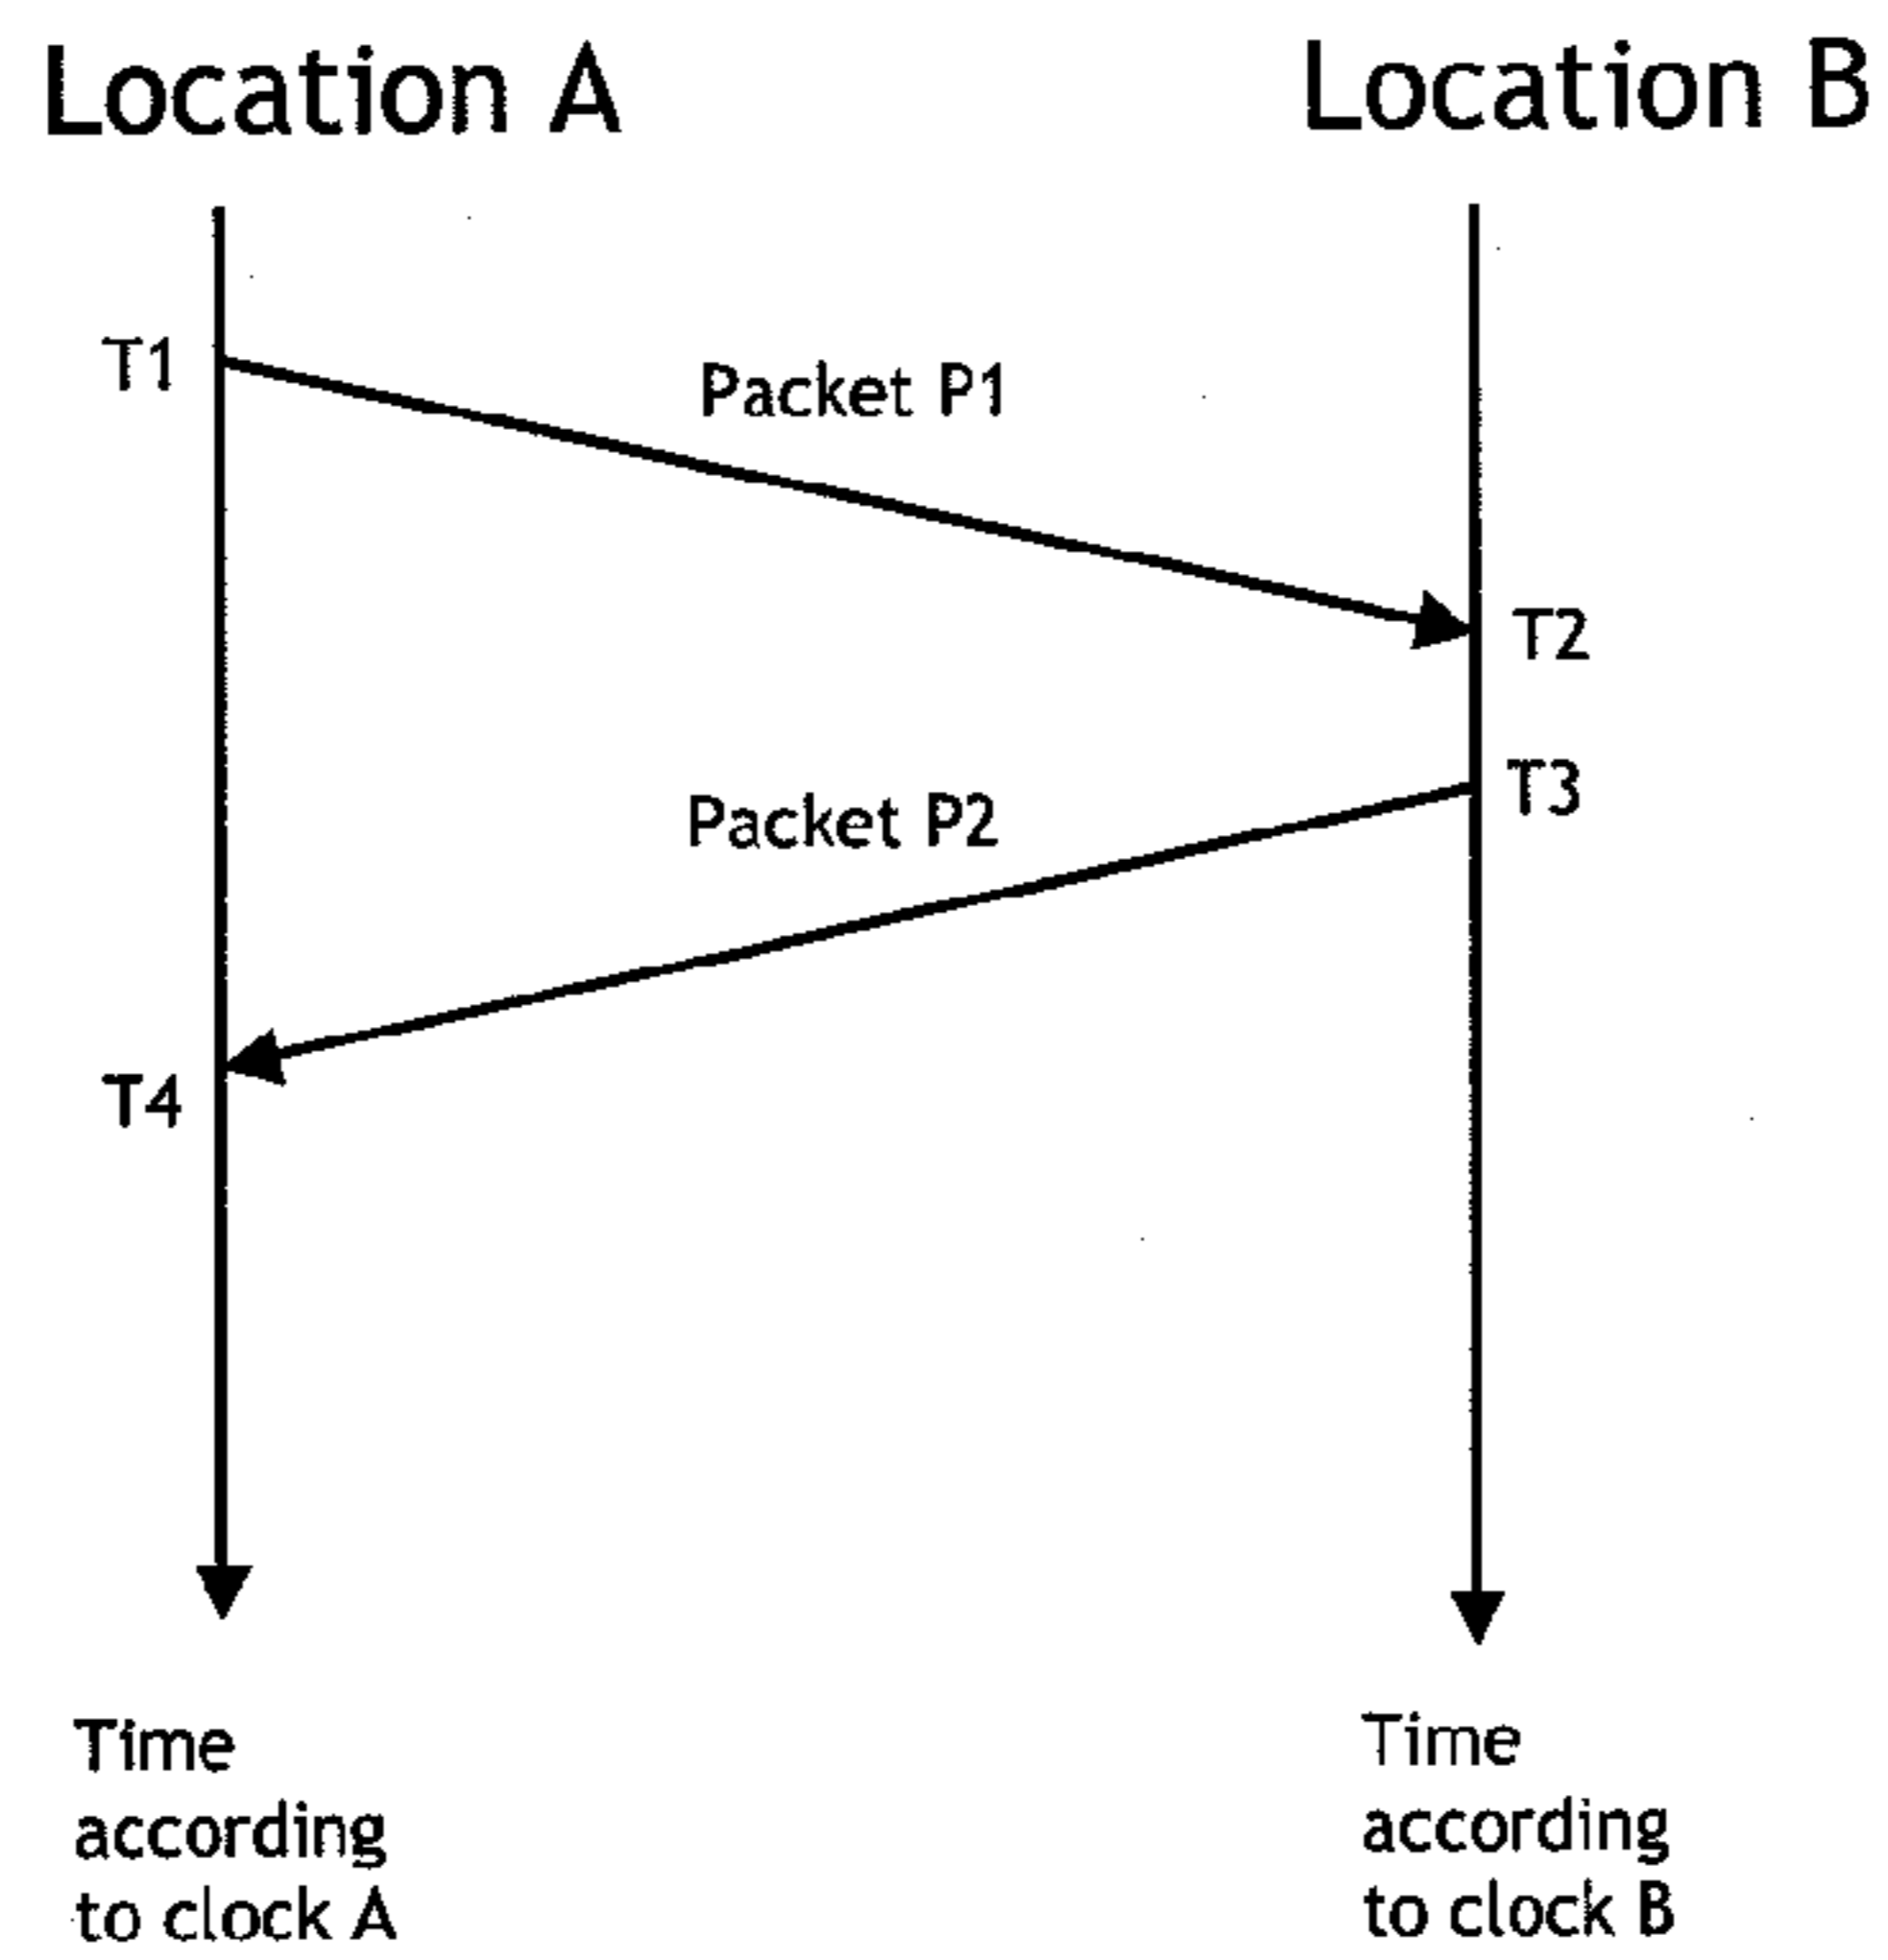 Location A
Location B
T1
Packet P1
T2
T3
Packet P2
T4
Time
according
to clock A
Time
according
to clock B